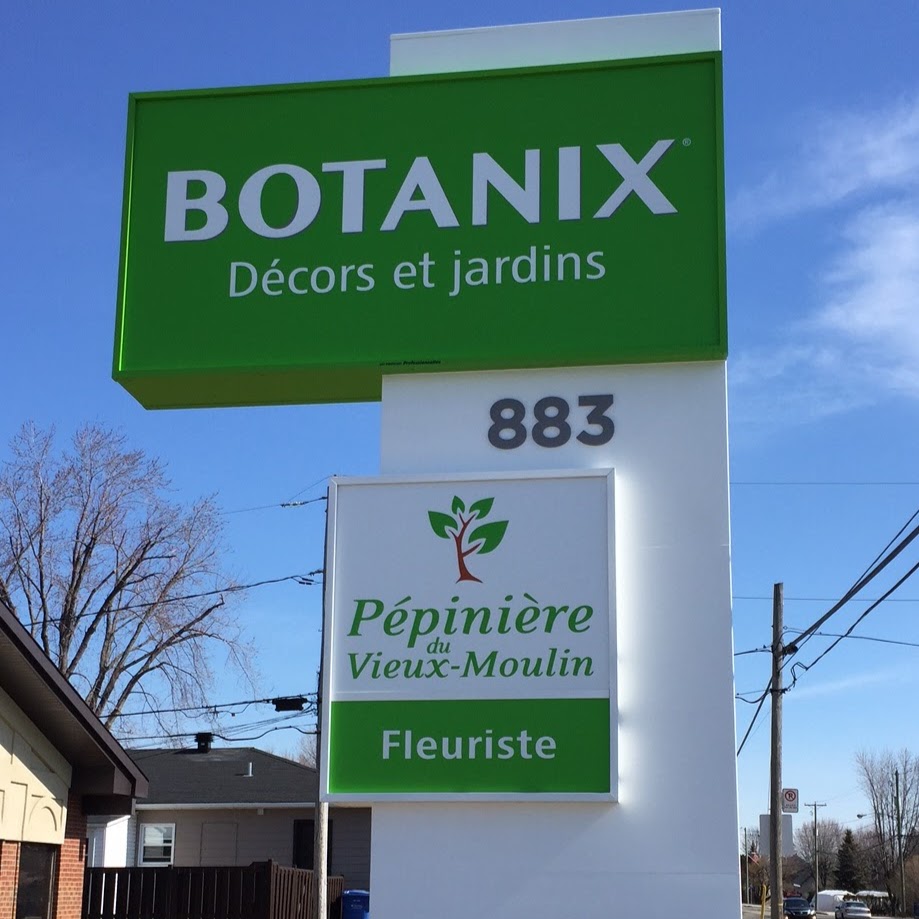 BOTANIX®
Décors et jardins
883
Pépinière
du
Vieux-Moulin
Fleuriste